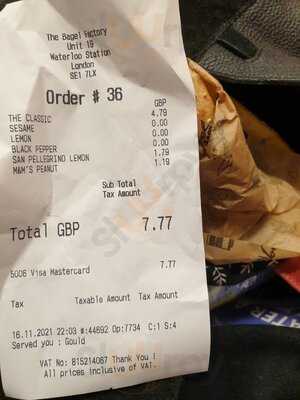 The Bagel Factory
Unit 19
Waterloo Station
London
SE1 7LX
Order # 36
GBP
THE CLASSIC 4.79
SESAME 0.00
LEMON 0.00
BLACK PEPPER 0.00
SAN PELLEGRINO LEMON 1.79
M&M'S PEANUT 1.19
Sub Total
Tax Amount
Total GBP 7.77
5006 Visa Mastercard 7.77
Tax Taxable Amount Tax Amount
16.11.2021 22:03 #:44692 Op:7734 C:1 S:4
Served you : Gould
VAT No: 815214067 Thank You !
All prices inclusive of VAT.